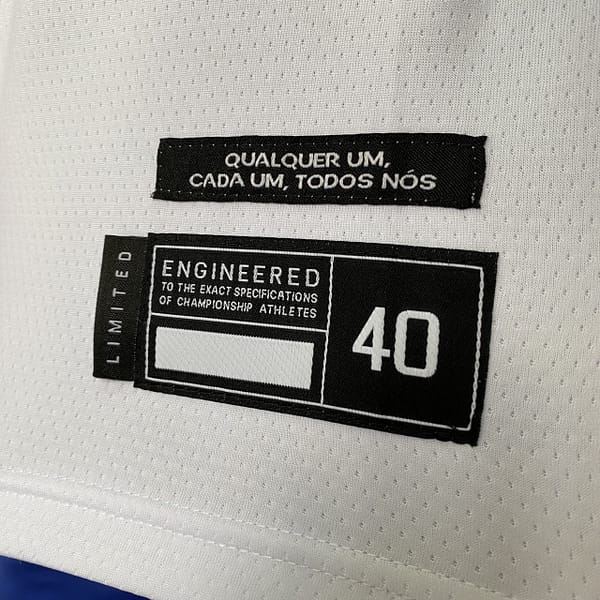 QUALQUER UM,
CADA UM, TODOS NÓS
LIMITED
ENGINEERED
TO THE EXACT SPECIFICATIONS
OF CHAMPIONSHIP ATHLETES
40